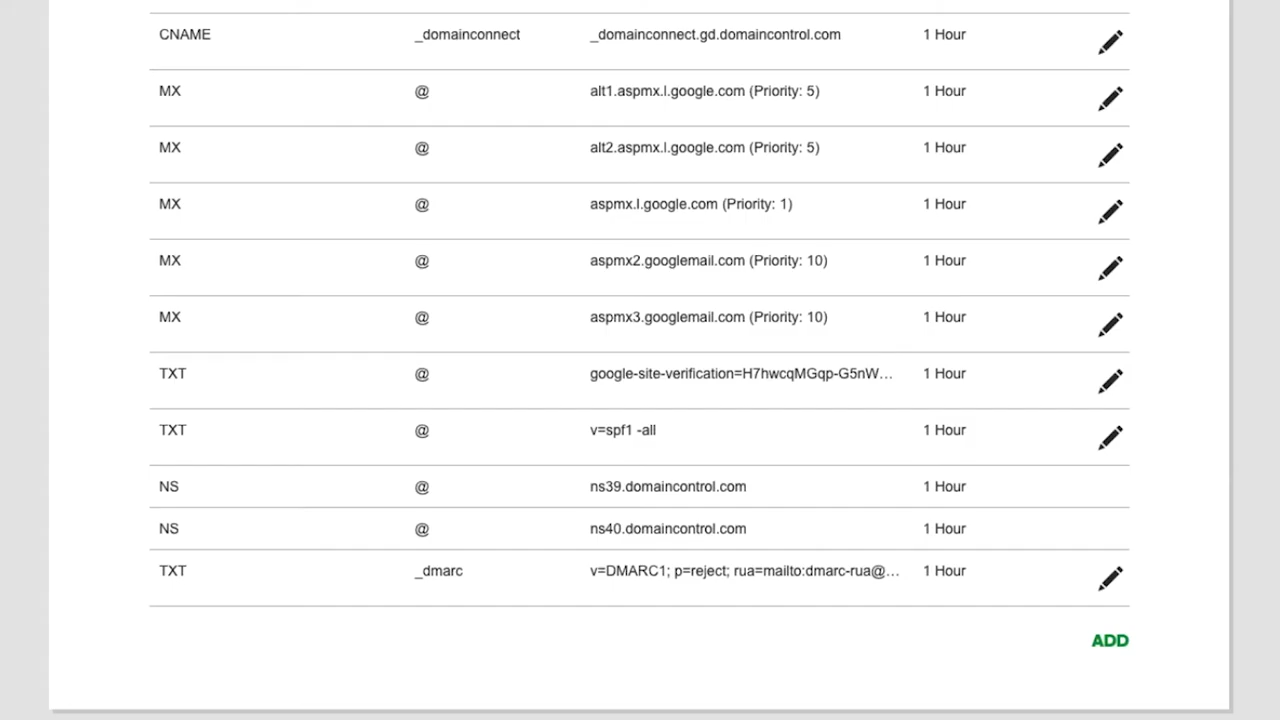 CNAME _domainconnect _domainconnect.gd.domaincontrol.com 1 Hour
MX @ alt1.aspmx.l.google.com (Priority: 5) 1 Hour
MX @ alt2.aspmx.l.google.com (Priority: 5) 1 Hour
MX @ aspmx.l.google.com (Priority: 1) 1 Hour
MX @ aspmx2.googlemail.com (Priority: 10) 1 Hour
MX @ aspmx3.googlemail.com (Priority: 10) 1 Hour
TXT @ google-site-verification=H7hwcqMGqp-G5nW... 1 Hour
TXT @ v=spf1 -all 1 Hour
NS @ ns39.domaincontrol.com 1 Hour
NS @ ns40.domaincontrol.com 1 Hour
TXT _dmarc v=DMARC1; p=reject; rua=mailto:dmarc-rua@... 1 Hour
ADD